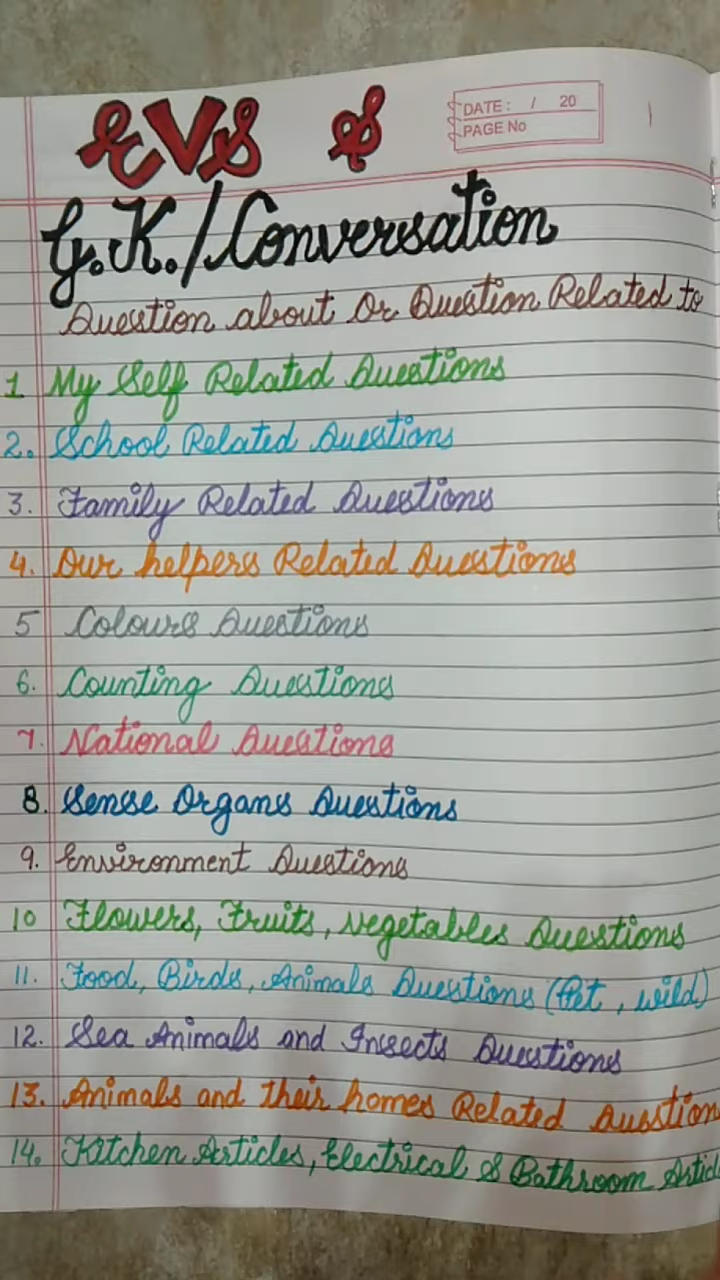 EVS &
DATE : / 20
PAGE No
G.K./Conversation
Question about Or Question Related to
1 My Self Related Questions
2. School Related Questions
3. Family Related Questions
4. Our helpers Related Questions
5 Colours Questions
6. Counting Questions
7. National Questions
8. Sense Organs Questions
9. Environment Questions
10 Flowers, Fruits, vegetables Questions
11. Food, Birds, Animals Questions (Pet, wild)
12. Sea Animals and Insects Questions
13. Animals and their homes Related Question
14. Kitchen Articles, Electrical & Bathroom Article